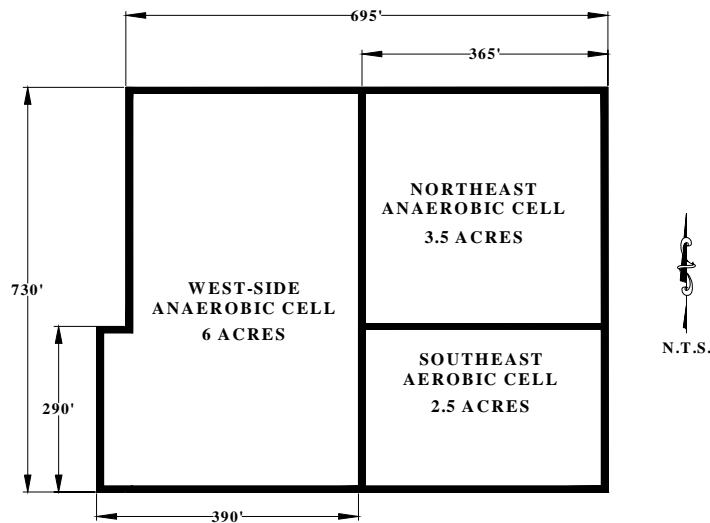 695'
365'
NORTHEAST
ANAEROBIC CELL
3.5 ACRES
730'
WEST-SIDE
ANAEROBIC CELL
6 ACRES
N.T.S.
SOUTHEAST
AEROBIC CELL
2.5 ACRES
290'
390'